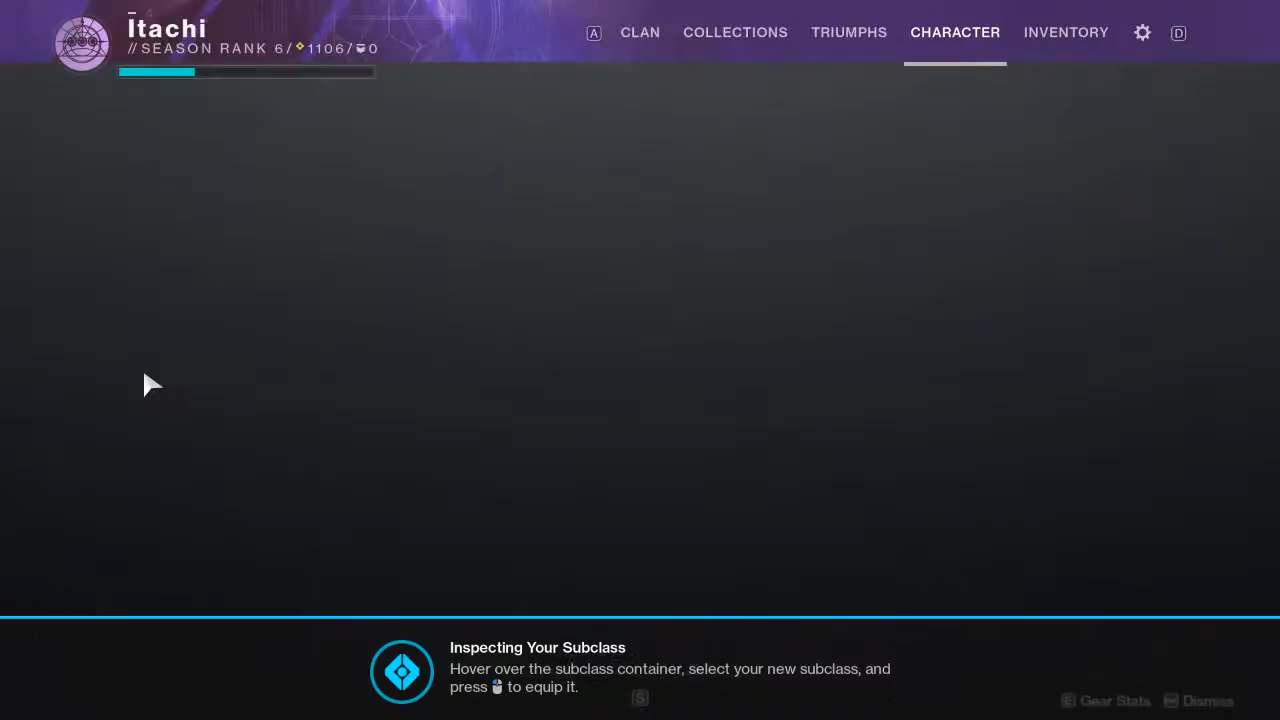 Itachi
// SEASON RANK 6/1106/0
A CLAN COLLECTIONS TRIUMPHS CHARACTER INVENTORY D
Inspecting Your Subclass
Hover over the subclass container, select your new subclass, and
press to equip it.
S
E Gear Stats Dismiss